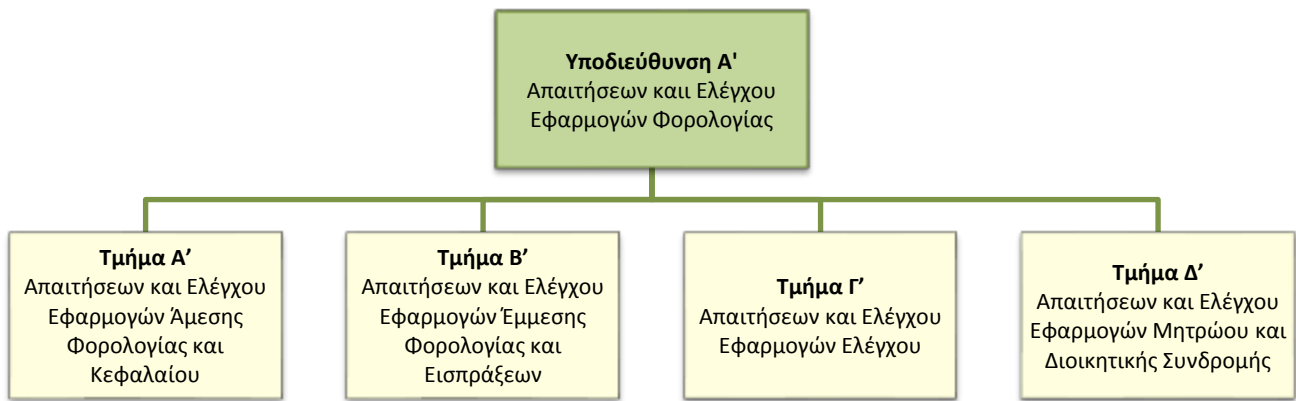 Υποδιεύθυνση Α'
Απαιτήσεων καιι Ελέγχου
Εφαρμογών Φορολογίας
Τμήμα Α’
Απαιτήσεων και Ελέγχου
Εφαρμογών Άμεσης
Φορολογίας και
Κεφαλαίου
Τμήμα Β’
Απαιτήσεων και Ελέγχου
Εφαρμογών Έμμεσης
Φορολογίας και
Εισπράξεων
Τμήμα Γ’
Απαιτήσεων και Ελέγχου
Εφαρμογών Ελέγχου
Τμήμα Δ’
Απαιτήσεων και Ελέγχου
Εφαρμογών Μητρώου και
Διοικητικής Συνδρομής